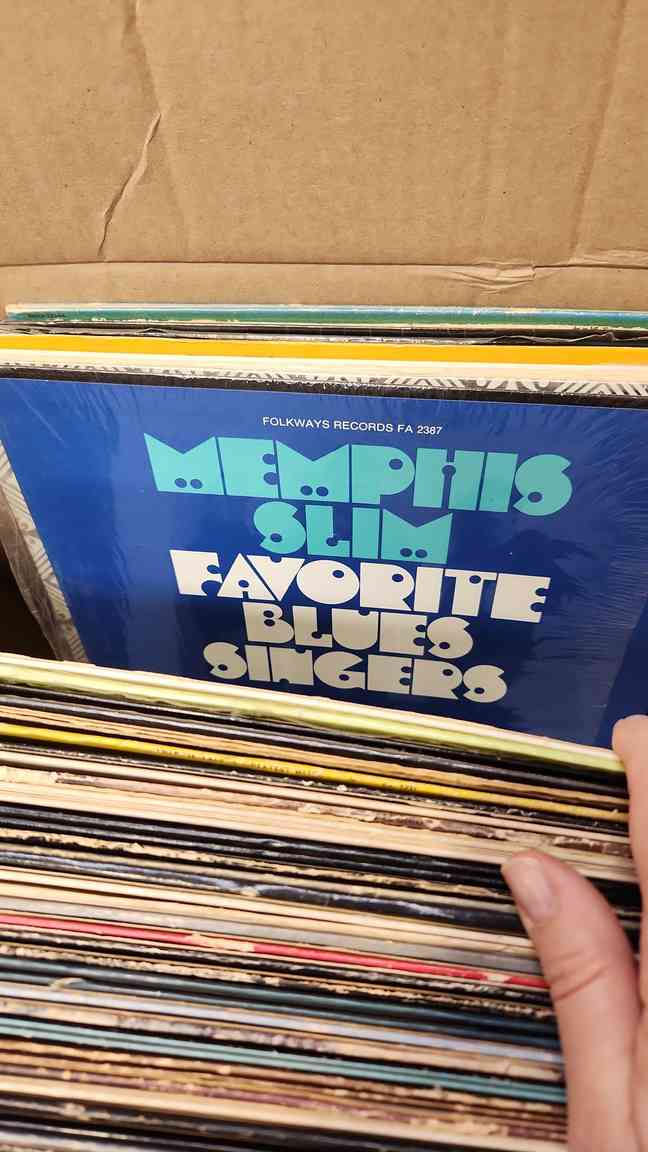 FOLKWAYS RECORDS FA 2387
MEMPHIS
SLIM
FAVORITE
BLUES
SINGERS